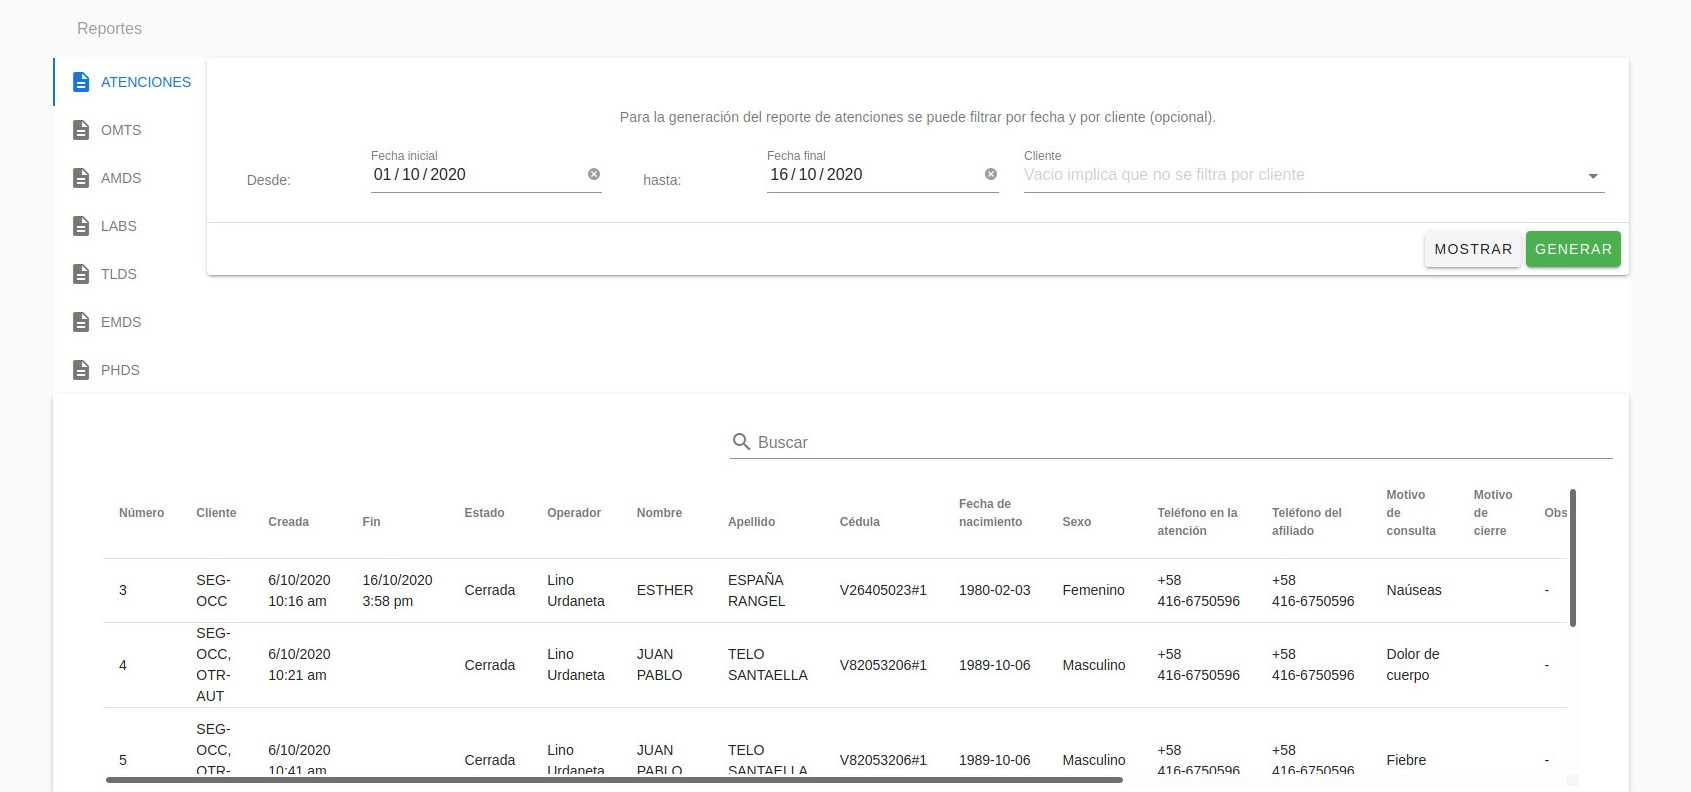 Reportes
ATENCIONES
OMTS
AMDS
LABS
TLDS
EMDS
PHDS
Para la generación del reporte de atenciones se puede filtrar por fecha y por cliente (opcional).
Desde:
Fecha inicial
01/10/2020
hasta:
Fecha final
16/10/2020
Cliente
Vacio implica que no se filtra por cliente
MOSTRAR GENERAR
Buscar
Número Cliente Creada Fin Estado Operador Nombre Apellido Cédula Fecha de nacimiento Sexo Teléfono en la atención Teléfono del afiliado Motivo de consulta Motivo de cierre Obs
3 SEG-OCC 6/10/2020 10:16 am 16/10/2020 3:58 pm Cerrada Lino Urdaneta ESTHER ESPAÑA RANGEL V26405023#1 1980-02-03 Femenino +58 416-6750596 +58 416-6750596 Naúseas -
4 SEG-OCC, OTR-AUT 6/10/2020 10:21 am Cerrada Lino Urdaneta JUAN PABLO TELO SANTAELLA V82053206#1 1989-10-06 Masculino +58 416-6750596 +58 416-6750596 Dolor de cuerpo -
5 SEG-OCC, OTR- 6/10/2020 10:41 am Cerrada Lino Urdaneta JUAN PABLO TELO SANTAELLA V82053206#1 1989-10-06 Masculino +58 416-6750596 +58 416-6750596 Fiebre -